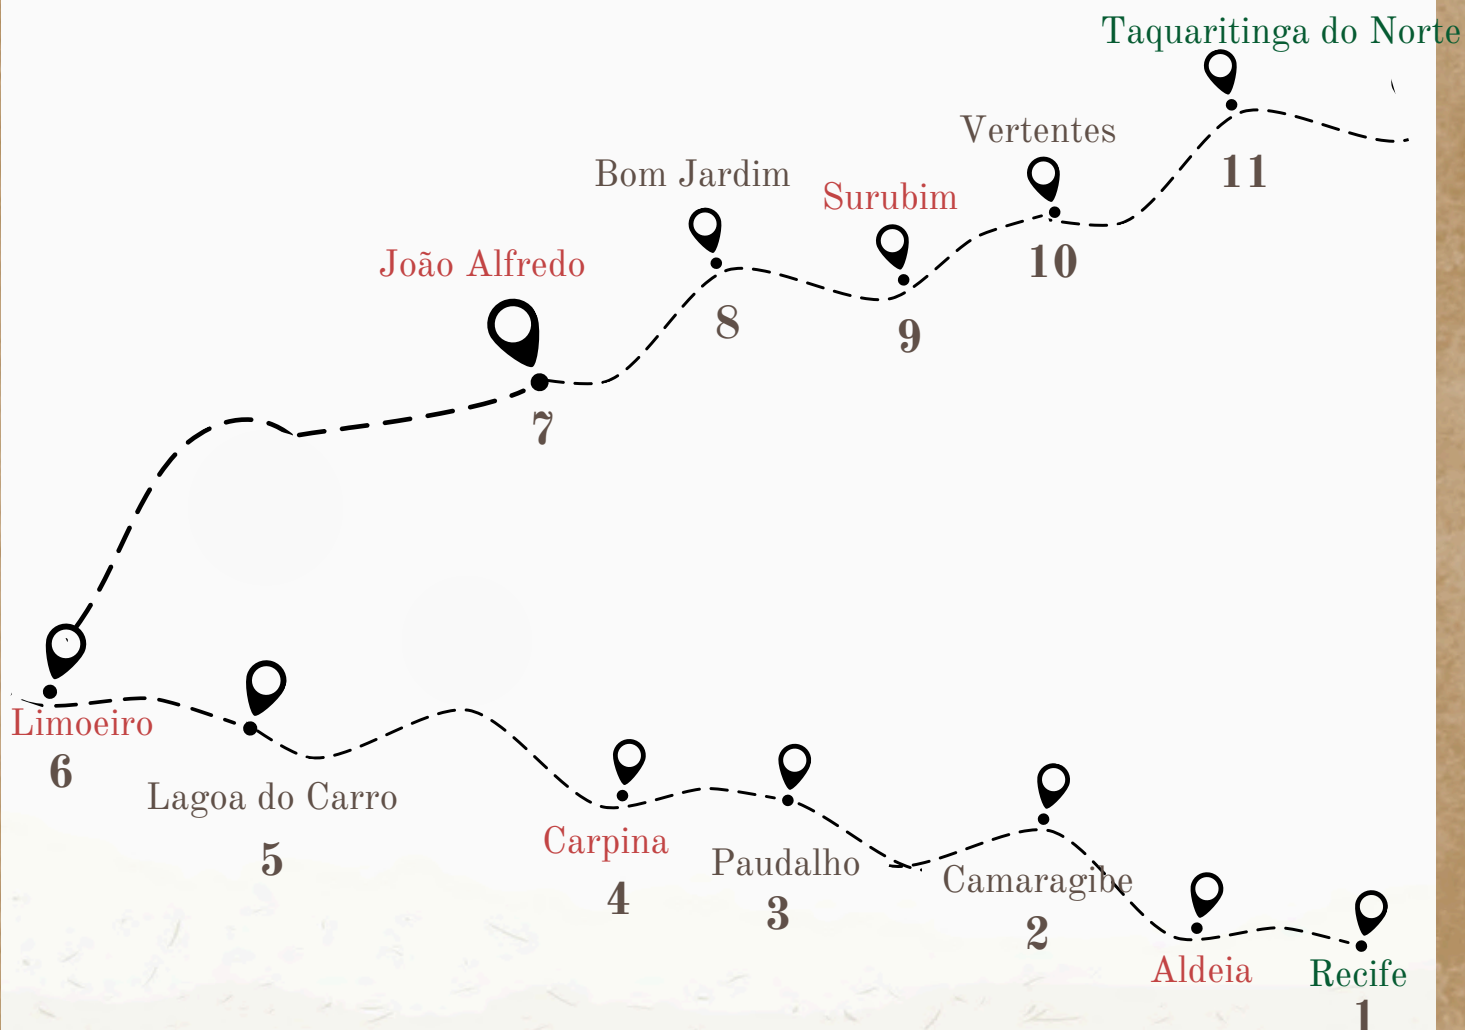 Taquaritinga do Norte
11
Vertentes
10
Bom Jardim
8
Surubim
9
João Alfredo
7
Limoeiro
6
Lagoa do Carro
5
Carpina
4
Paudalho
3
Camaragibe
2
Aldeia
Recife
1